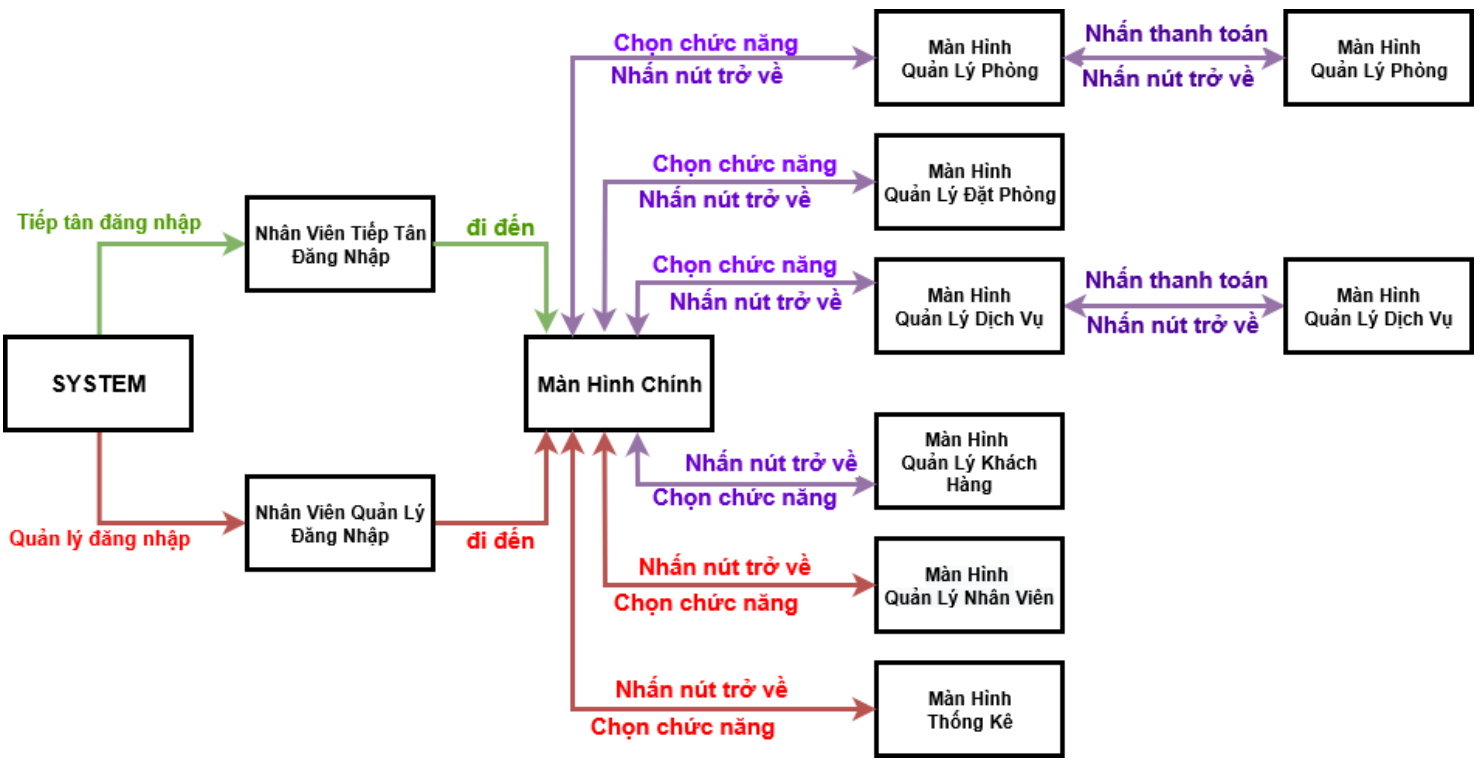 Chọn chức năng
Nhấn nút trở về
Màn Hình
Quản Lý Phòng
Nhấn thanh toán
Nhấn nút trở về
Màn Hình
Quản Lý Phòng
Chọn chức năng
Nhấn nút trở về
Màn Hình
Quản Lý Đặt Phòng
Tiếp tân đăng nhập
Nhân Viên Tiếp Tân
Đăng Nhập
đi đến
Chọn chức năng
Nhấn nút trở về
Màn Hình
Quản Lý Dịch Vụ
Nhấn thanh toán
Nhấn nút trở về
Màn Hình
Quản Lý Dịch Vụ
SYSTEM
Màn Hình Chính
Nhấn nút trở về
Chọn chức năng
Màn Hình
Quản Lý Khách
Hàng
Quản lý đăng nhập
Nhân Viên Quản Lý
Đăng Nhập
đi đến
Nhấn nút trở về
Chọn chức năng
Màn Hình
Quản Lý Nhân Viên
Nhấn nút trở về
Chọn chức năng
Màn Hình
Thống Kê